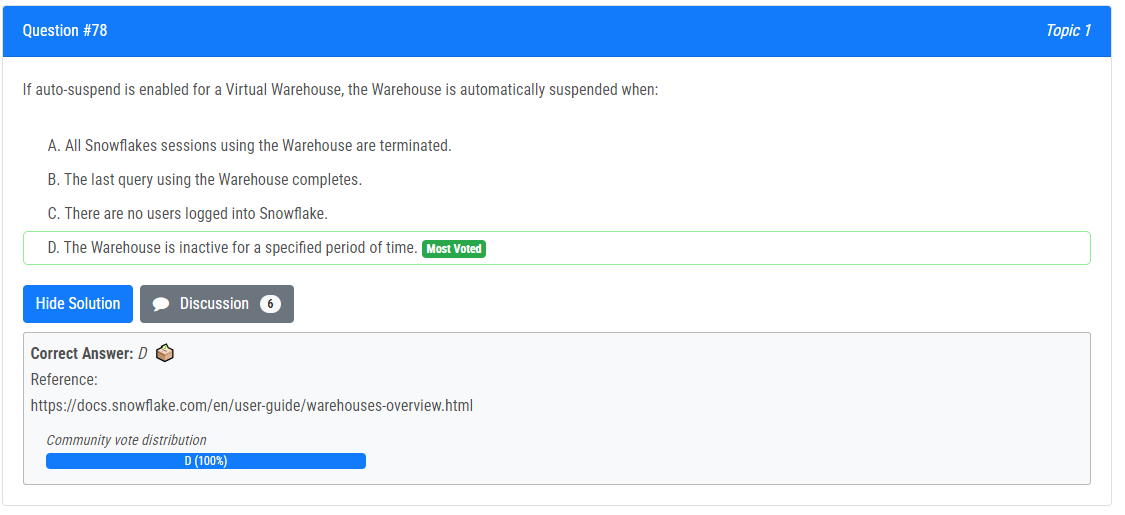 Question #78
Topic 1
If auto-suspend is enabled for a Virtual Warehouse, the Warehouse is automatically suspended when:
A. All Snowflakes sessions using the Warehouse are terminated.
B. The last query using the Warehouse completes.
C. There are no users logged into Snowflake.
D. The Warehouse is inactive for a specified period of time. Most Voted
Hide Solution
Discussion 6
Correct Answer: D
Reference:
https://docs.snowflake.com/en/user-guide/warehouses-overview.html
Community vote distribution
D (100%)